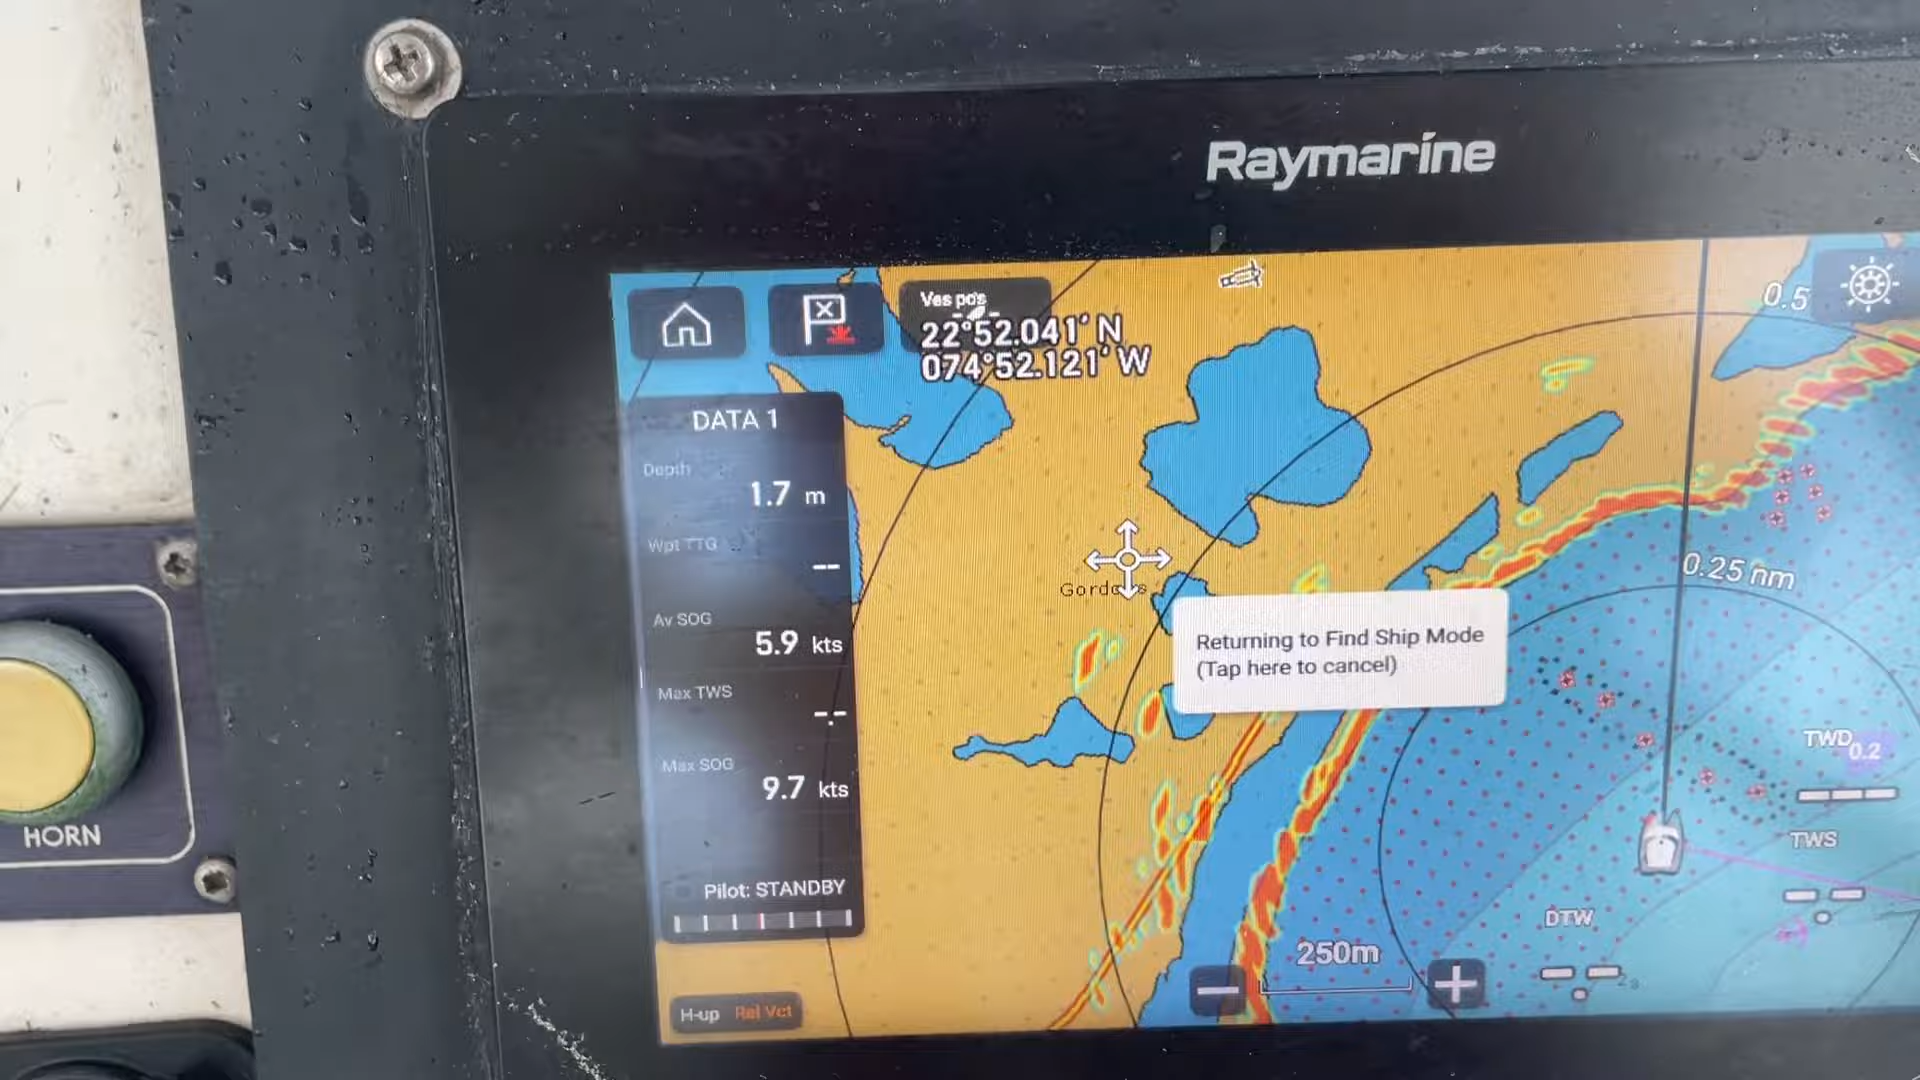 Raymarine
0.5
Ves pos
22°52.041' N
074°52.121' W
DATA 1
Depth
1.7 m
Wpt TTG
--
0.25 nm
Av SOG
5.9 kts
Returning to Find Ship Mode
(Tap here to cancel)
Max TWS
-.-
Max SOG
9.7 kts
TWD
0.2
TWS
HORN
Pilot: STANDBY
DTW
250m
H-up Rel Vct